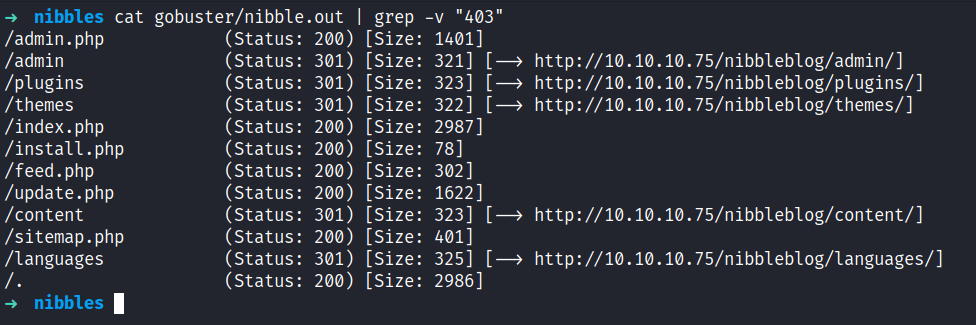 → nibbles cat gobuster/nibble.out | grep -v "403"
/admin.php (Status: 200) [Size: 1401]
/admin (Status: 301) [Size: 321] [--> http://10.10.10.75/nibbleblog/admin/]
/plugins (Status: 301) [Size: 323] [--> http://10.10.10.75/nibbleblog/plugins/]
/themes (Status: 301) [Size: 322] [--> http://10.10.10.75/nibbleblog/themes/]
/index.php (Status: 200) [Size: 2987]
/install.php (Status: 200) [Size: 78]
/feed.php (Status: 200) [Size: 302]
/update.php (Status: 200) [Size: 1622]
/content (Status: 301) [Size: 323] [--> http://10.10.10.75/nibbleblog/content/]
/sitemap.php (Status: 200) [Size: 401]
/languages (Status: 301) [Size: 325] [--> http://10.10.10.75/nibbleblog/languages/]
/. (Status: 200) [Size: 2986]
→ nibbles